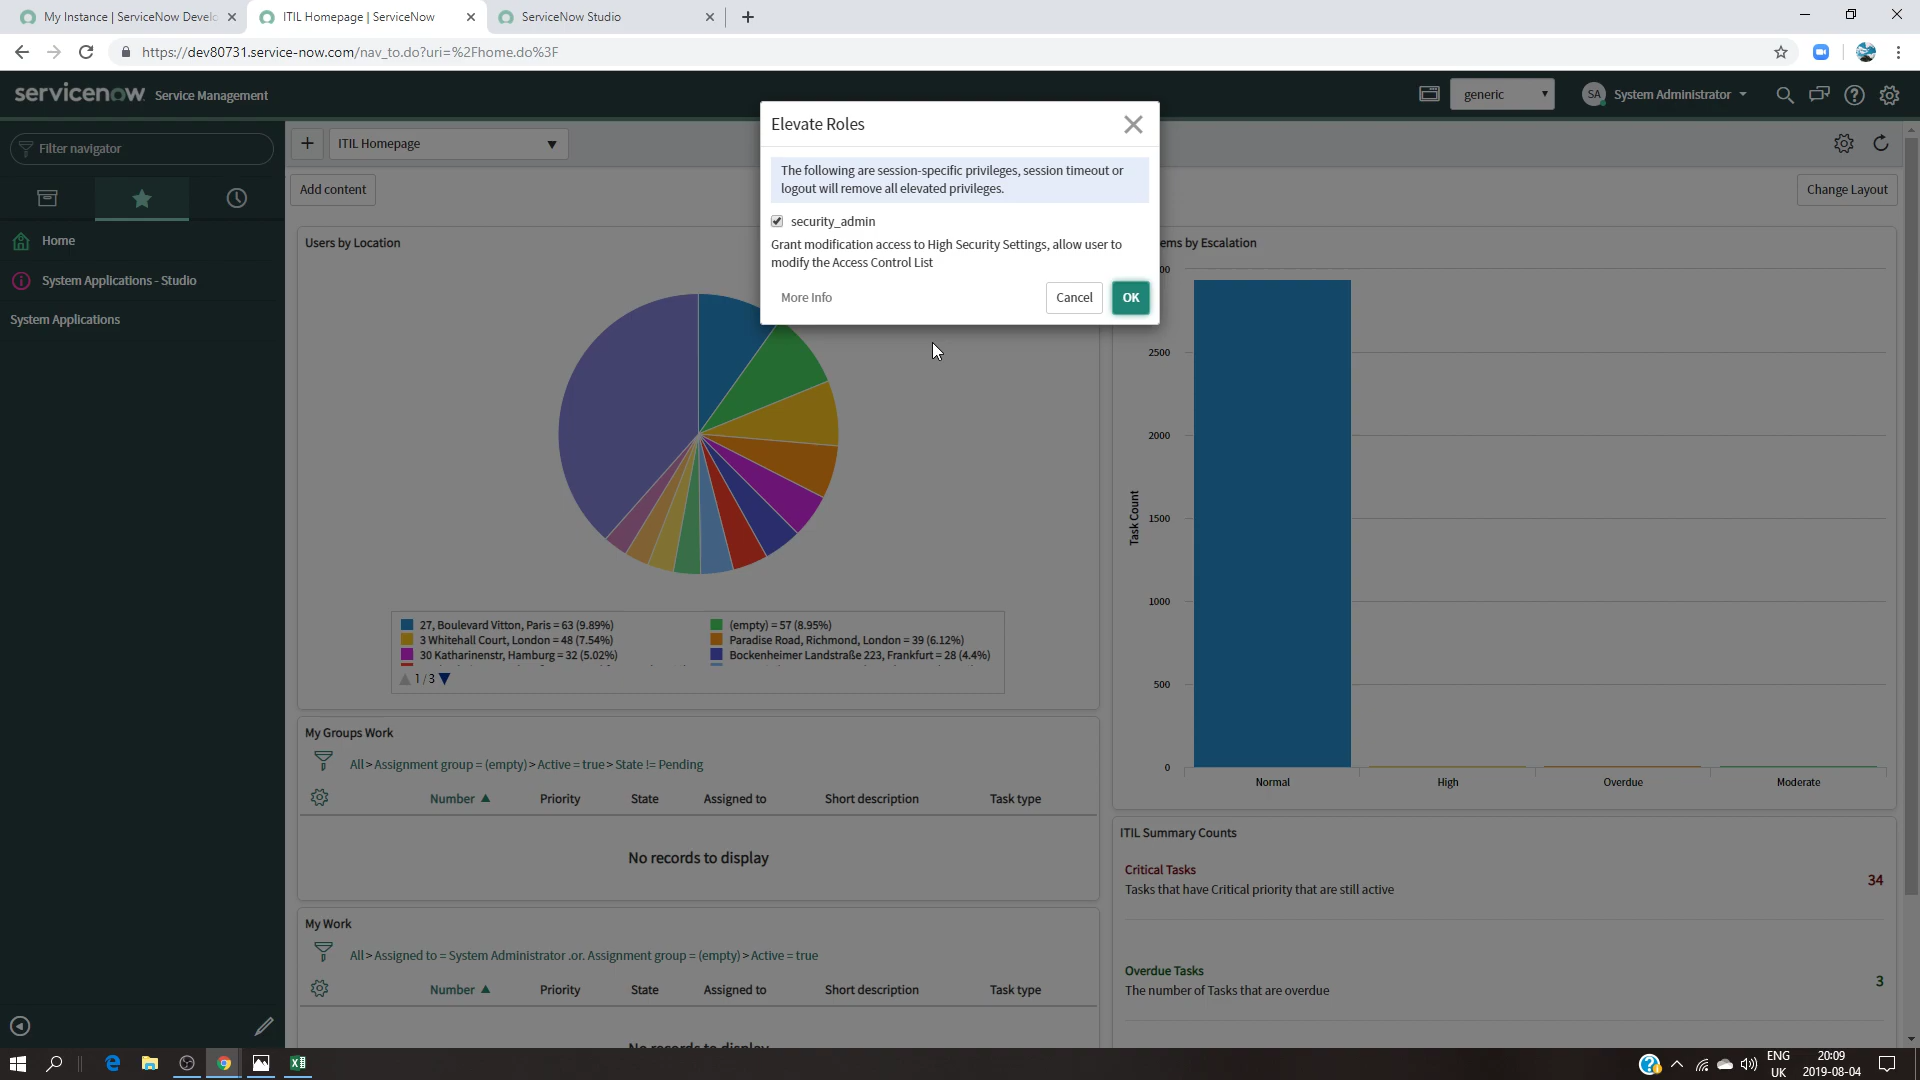 My Instance | ServiceNow Develo
ITIL Homepage | ServiceNow
ServiceNow Studio
https://dev80731.service-now.com/nav_to.do?uri=%2Fhome.do%3F
servicenow Service Management
generic
SA System Administrator
Elevate Roles
The following are session-specific privileges, session timeout or
logout will remove all elevated privileges.
security_admin
Grant modification access to High Security Settings, allow user to
modify the Access Control List
More Info
Cancel
OK
Filter navigator
Home
System Applications - Studio
System Applications
ITIL Homepage
Add content
Change Layout
Users by Location
27, Boulevard Vitton, Paris = 63 (9.89%)
(empty) = 57 (8.95%)
3 Whitehall Court, London = 48 (7.54%)
Paradise Road, Richmond, London = 39 (6.12%)
30 Katharinenstr, Hamburg = 32 (5.02%)
Bockenheimer Landstraße 223, Frankfurt = 28 (4.4%)
1 / 3
ems by Escalation
00
2500
2000
1500
1000
500
0
Task Count
Normal
High
Overdue
Moderate
My Groups Work
All > Assignment group = (empty) > Active = true > State != Pending
Number Priority State Assigned to Short description Task type
No records to display
My Work
All > Assigned to = System Administrator .or. Assignment group = (empty) > Active = true
Number Priority State Assigned to Short description Task type
No records to display
ITIL Summary Counts
Critical Tasks
Tasks that have Critical priority that are still active
34
Overdue Tasks
The number of Tasks that are overdue
3
ENG
UK
20:09
2019-08-04